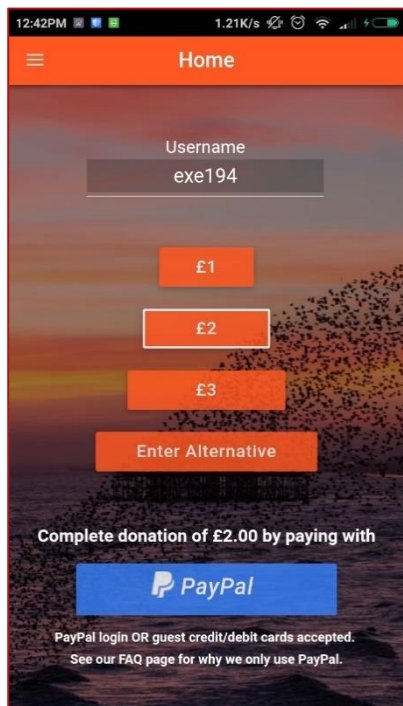 12:42PM 1.21K/s
Home
Username
exe194
£1
£2
£3
Enter Alternative
Complete donation of £2.00 by paying with
PayPal
PayPal login OR guest credit/debit cards accepted.
See our FAQ page for why we only use PayPal.